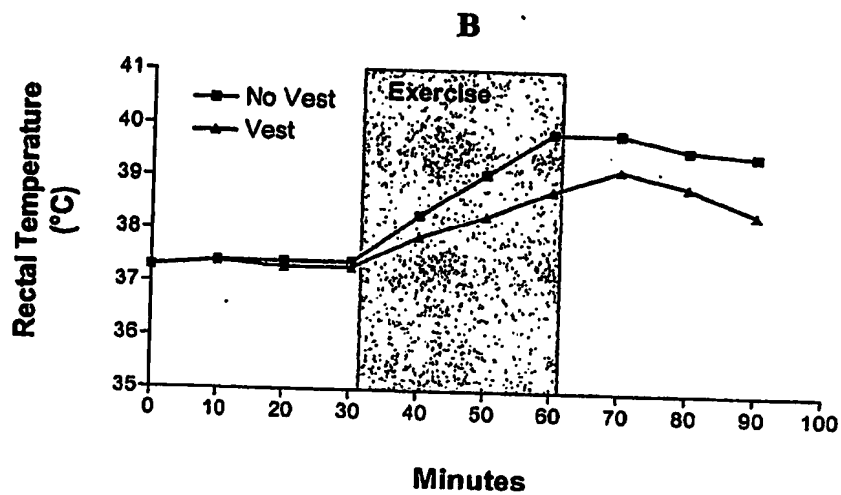 B
Rectal Temperature
(°C)
41
40
39
38
37
36
35
No Vest
Vest
Exercise
0 10 20 30 40 50 60 70 80 90 100
Minutes